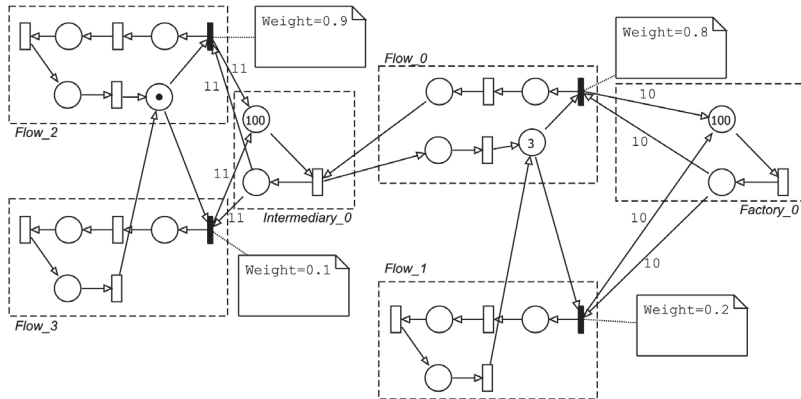 Weight=0.9
Weight=0.8
Flow_0
11
11
10
100
100
3
10
Flow_2
11
10
11
Intermediary_0
Factory_0
10
Flow_1
Weight=0.1
Weight=0.2
Flow_3